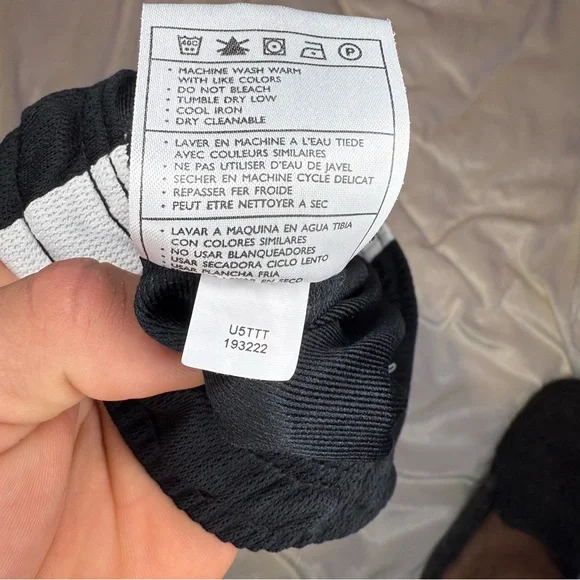 40C
P
• MACHINE WASH WARM
WITH LIKE COLORS
• DO NOT BLEACH
• TUMBLE DRY LOW
• COOL IRON
• DRY CLEANABLE
• LAVER EN MACHINE A L'EAU TIEDE
AVEC COULEURS SIMILAIRES
• NE PAS UTILISER D'EAU DE JAVEL
• SECHER EN MACHINE CYCLE DELICAT
• REPASSER FER FROIDE
• PEUT ETRE NETTOYER A SEC
• LAVAR A MAQUINA EN AGUA TIBIA
CON COLORES SIMILARES
• NO USAR BLANQUEADORES
• USAR SECADORA CICLO LENTO
USAR PLANCHA FRIA
EN SECO
U5TTT
193222